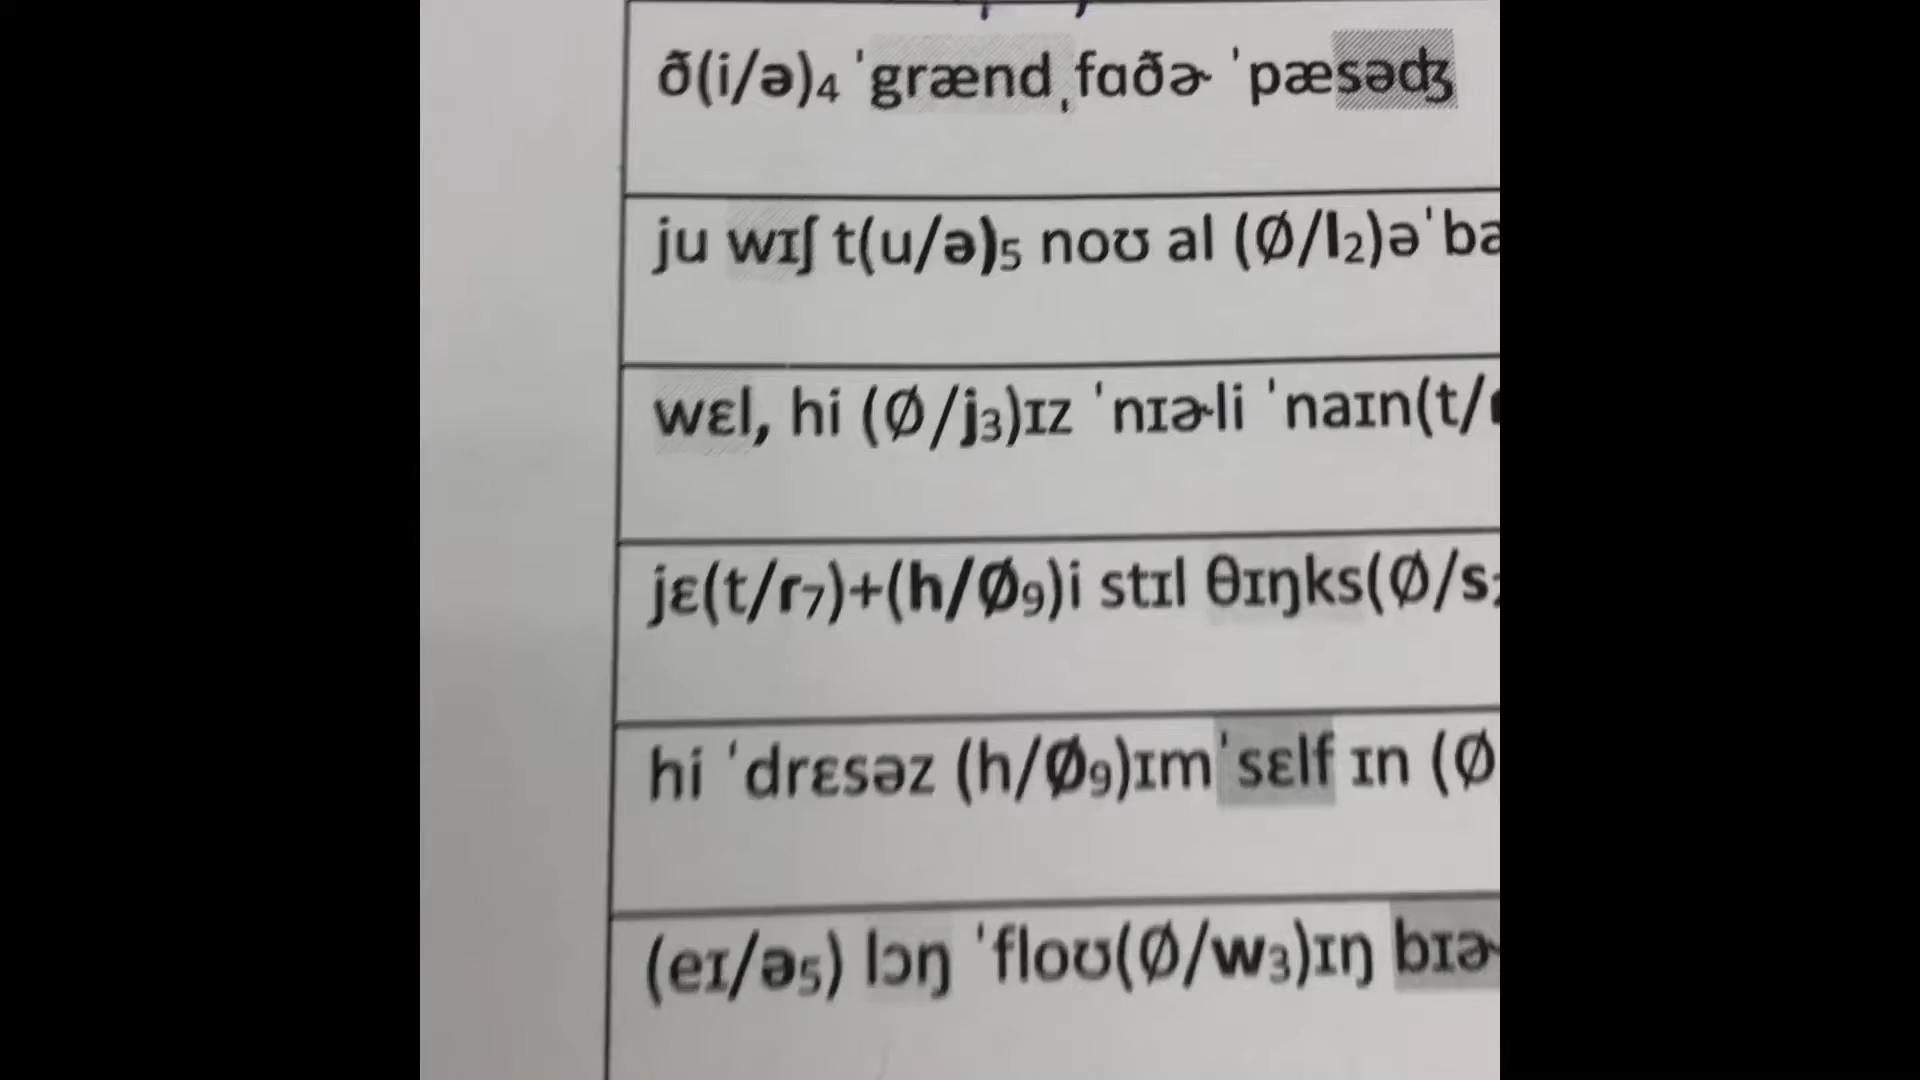 ð(i/ə)₄ ˈgrændˌfɑðɚ ˈpæsəʤ
ju wɪʃ t(u/ə)₅ noʊ al (Ø/l₂)əˈba
wɛl, hi (Ø/j₃)ɪz ˈnɪɚli ˈnaɪn(t/
jɛ(t/r₇)+(h/Ø₉)i stɪl θɪŋks(Ø/s
hi ˈdrɛsəz (h/Ø₉)ɪmˈsɛlf ɪn (Ø
(eɪ/ə₅) lɔŋ ˈfloʊ(Ø/w₃)ɪŋ bɪɚ